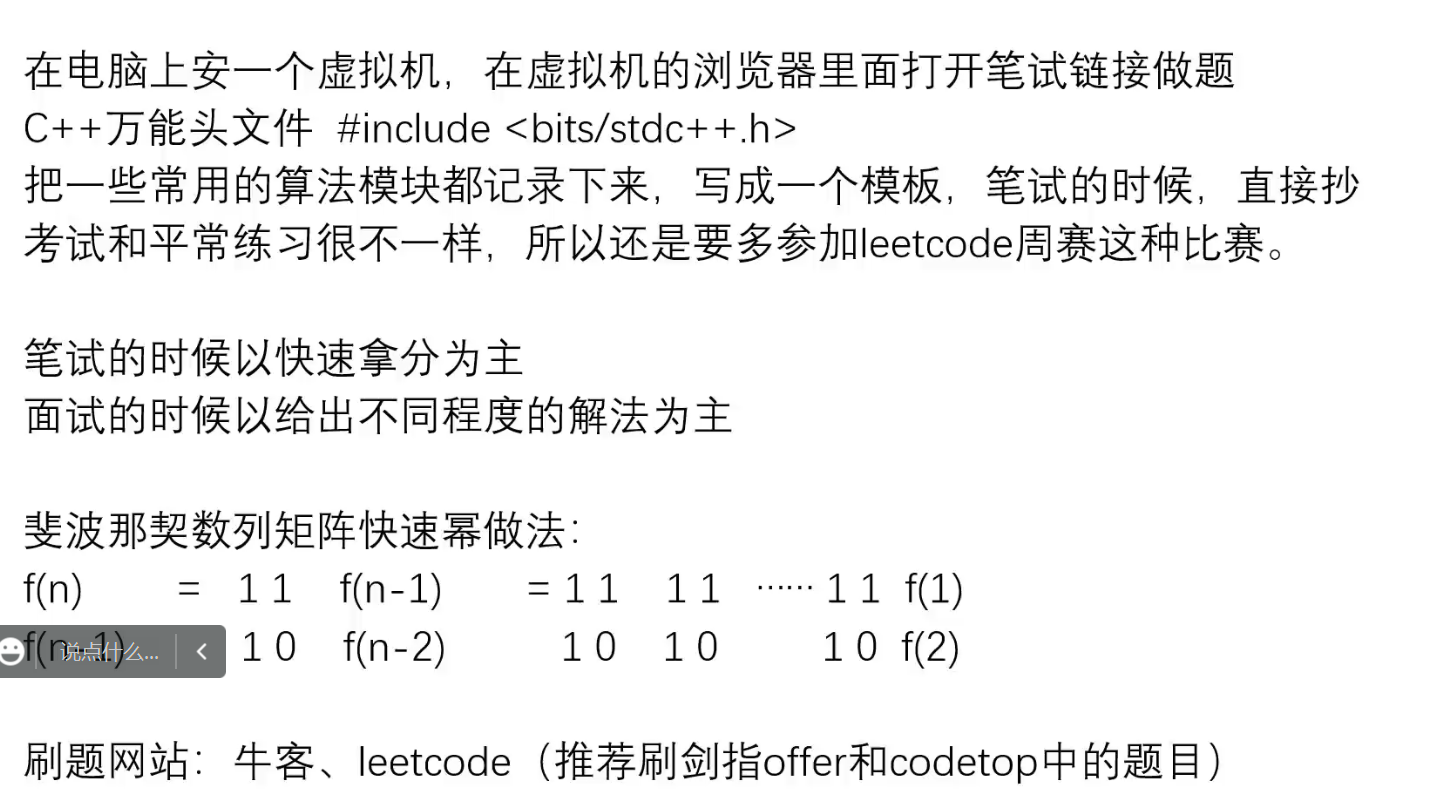 在电脑上安一个虚拟机，在虚拟机的浏览器里面打开笔试链接做题
C++万能头文件 #include <bits/stdc++.h>
把一些常用的算法模块都记录下来，写成一个模板，笔试的时候，直接抄
考试和平常练习很不一样，所以还是要多参加leetcode周赛这种比赛。
笔试的时候以快速拿分为主
面试的时候以给出不同程度的解法为主
斐波那契数列矩阵快速幂做法：
f(n) = 1 1 f(n-1) = 1 1 1 1 …… 1 1 f(1)
f(n-1) 1 0 f(n-2) 1 0 1 0 1 0 f(2)
说点什么...
刷题网站：牛客、leetcode（推荐刷剑指offer和codetop中的题目）